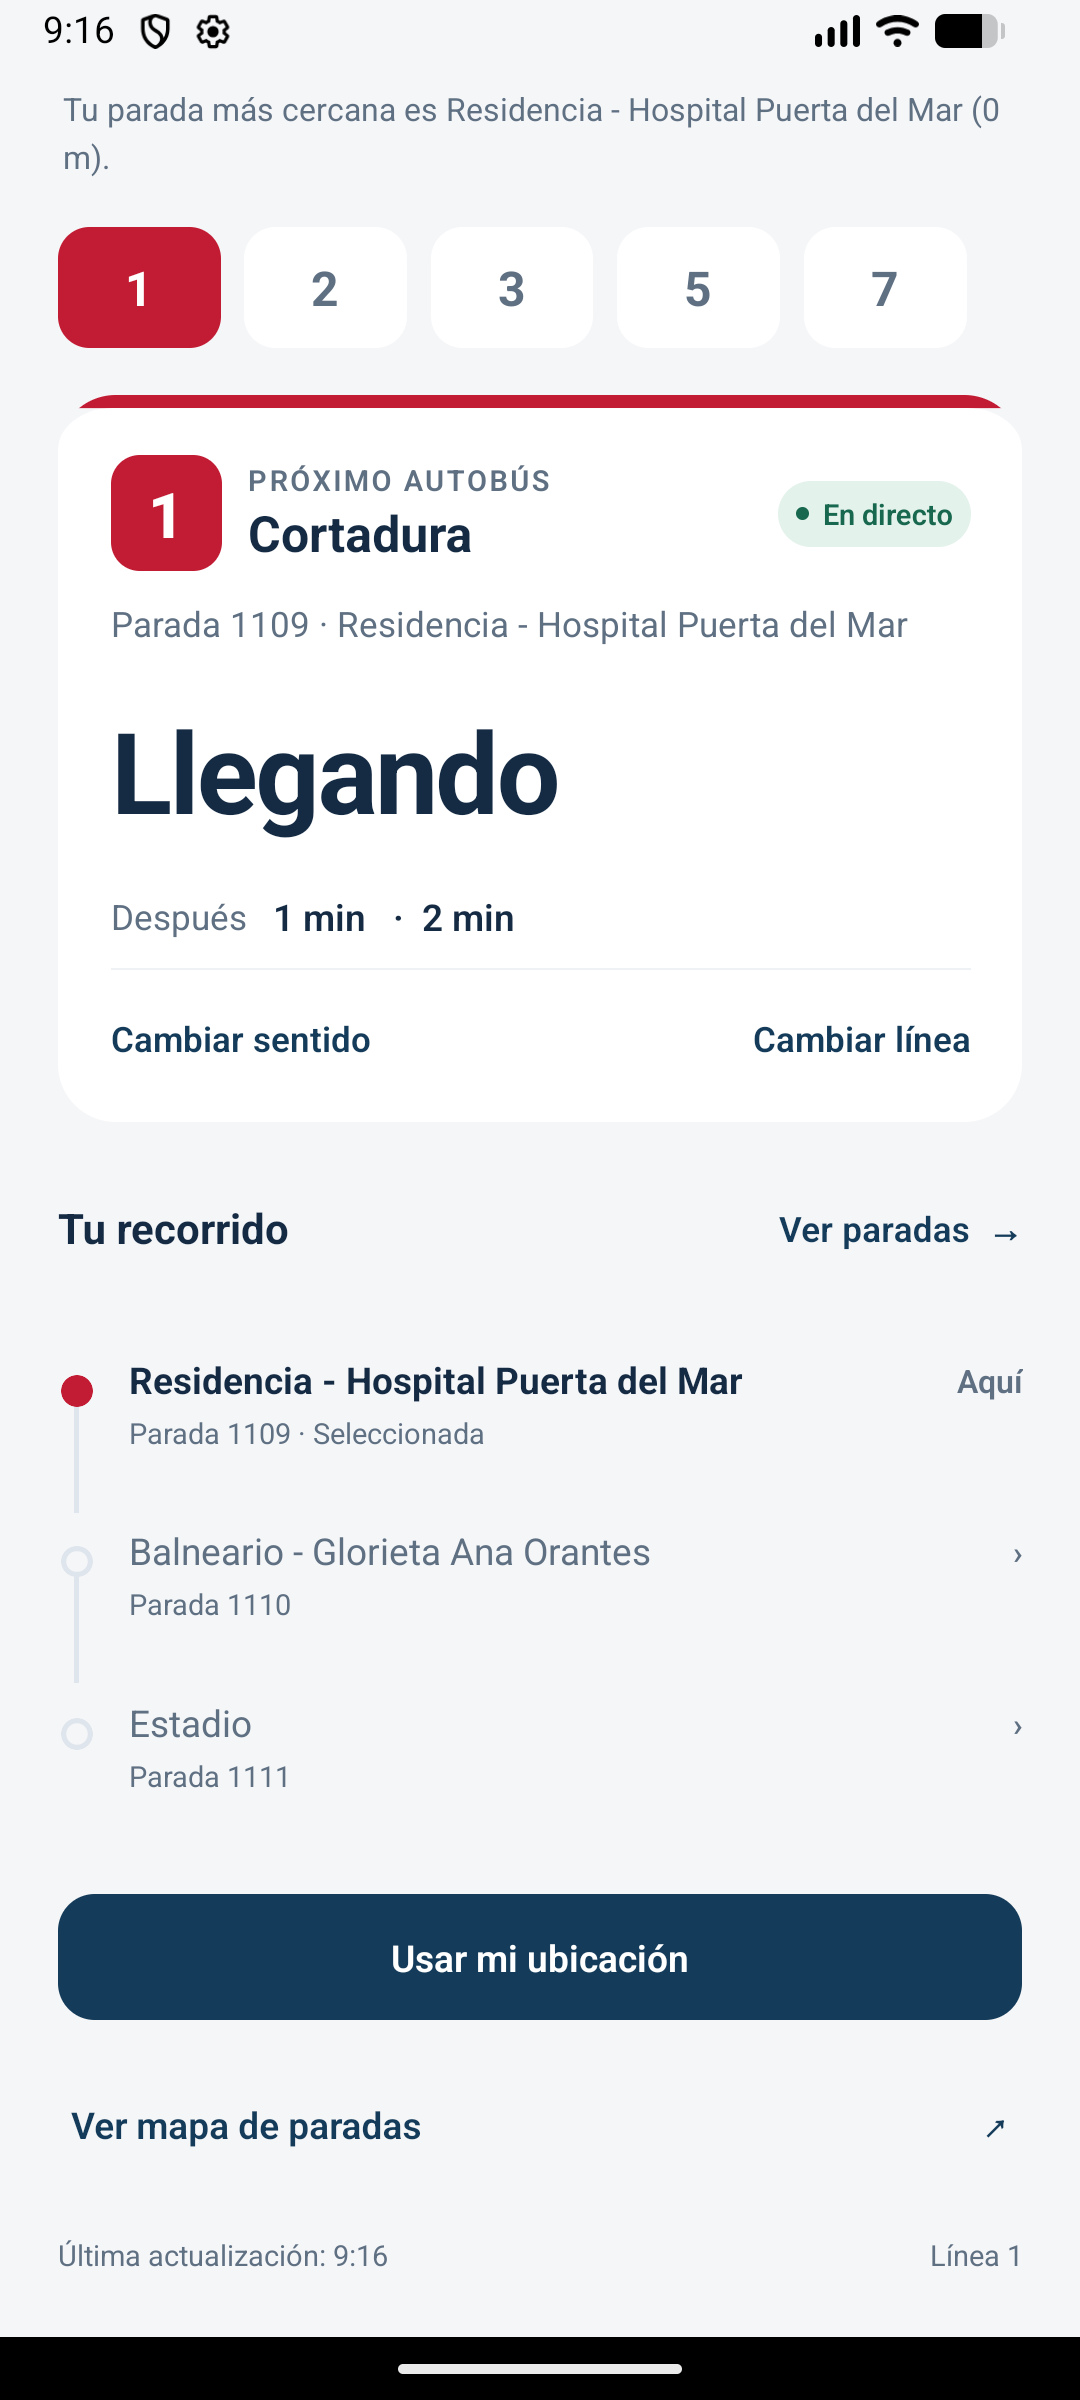 9:16
Tu parada más cercana es Residencia - Hospital Puerta del Mar (0
m).
1 2 3 5 7
1
PRÓXIMO AUTOBÚS
Cortadura
En directo
Parada 1109 · Residencia - Hospital Puerta del Mar
Llegando
Después 1 min · 2 min
Cambiar sentido Cambiar línea
Tu recorrido Ver paradas →
Residencia - Hospital Puerta del Mar Aquí
Parada 1109 · Seleccionada
Balneario - Glorieta Ana Orantes ›
Parada 1110
Estadio ›
Parada 1111
Usar mi ubicación
Ver mapa de paradas ↗
Última actualización: 9:16 Línea 1